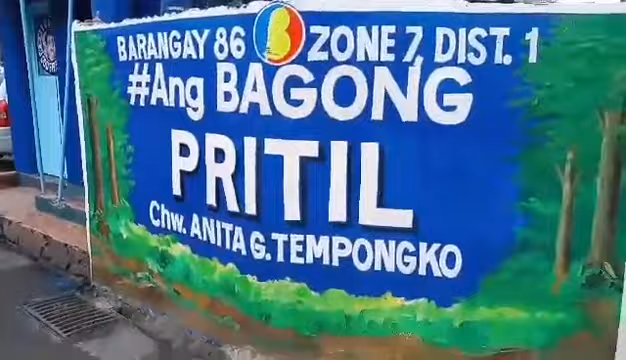 BARANGAY 86 B ZONE 7, DIST. 1
#Ang BAGONG
PRITIL
Chw. ANITA G. TEMPONGKO